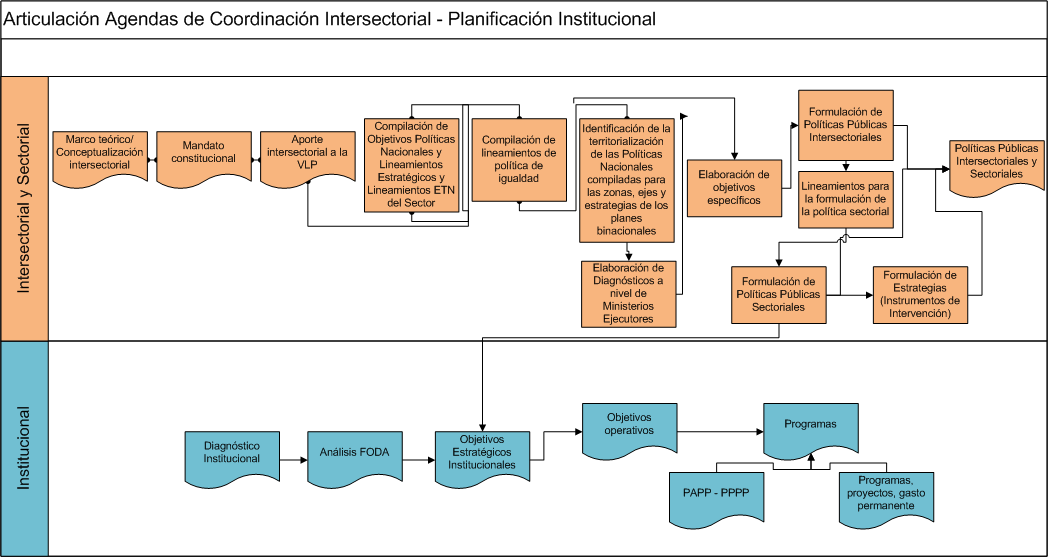 Articulación Agendas de Coordinación Intersectorial - Planificación Institucional
Intersectorial y Sectorial
Marco teórico/
Conceptualización
intersectorial
Mandato
constitucional
Aporte
intersectorial a la
VLP
Compilación de
Objetivos Políticas
Nacionales y
Lineamientos
Estratégicos y
Lineamientos ETN
del Sector
Compilación de
lineamientos de
política de
igualdad
Identificación de la
territorialización
de las Políticas
Nacionales
compiladas para
las zonas, ejes y
estrategias de los
planes
binacionales
Elaboración de
Diagnósticos a
nivel de
Ministerios
Ejecutores
Elaboración de
objetivos
específicos
Formulación de
Políticas Públicas
Intersectoriales
Lineamientos para
la formulación de
la política sectorial
Formulación de
Políticas Públicas
Sectoriales
Formulación de
Estrategias
(Instrumentos de
Intervención)
Políticas Públicas
Intersectoriales y
Sectoriales
Institucional
Diagnóstico
Institucional
Análisis FODA
Objetivos
Estratégicos
Institucionales
Objetivos
operativos
Programas
PAPP - PPPP
Programas,
proyectos, gasto
permanente